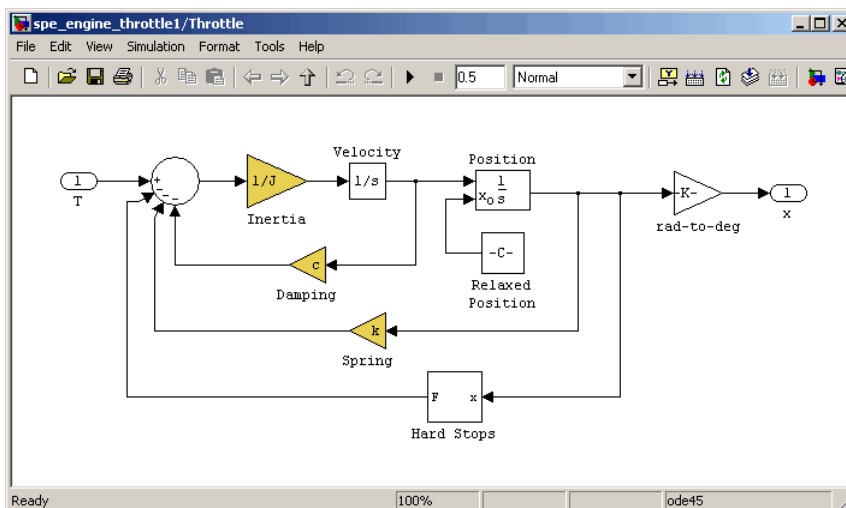 spe_engine_throttle1/Throttle
File Edit View Simulation Format Tools Help
0.5 Normal
Velocity
Position
1 T
+ - - -
1/J
Inertia
1/s
x₀ 1/s
-K-
rad-to-deg
1 x
c
Damping
-C-
Relaxed
Position
k
Spring
F x
Hard Stops
Ready 100% ode45